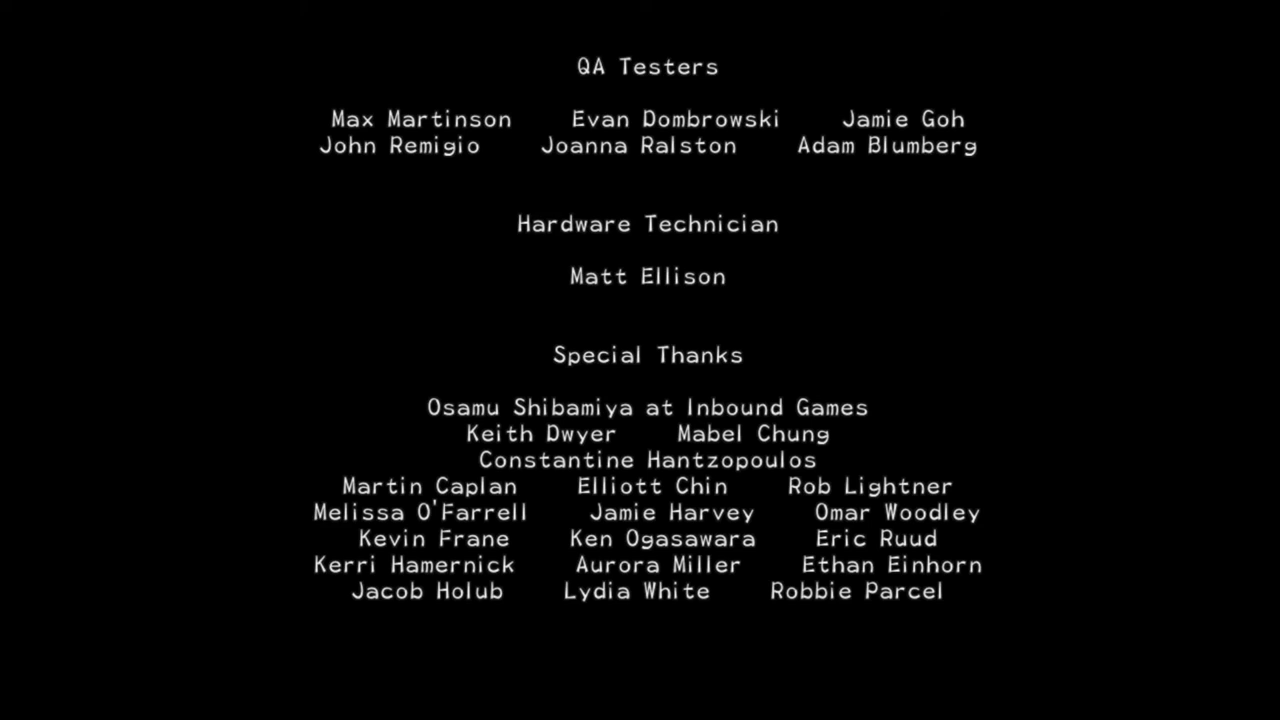 QA Testers
Max Martinson Evan Dombrowski Jamie Goh
John Remigio Joanna Ralston Adam Blumberg
Hardware Technician
Matt Ellison
Special Thanks
Osamu Shibamiya at Inbound Games
Keith Dwyer Mabel Chung
Constantine Hantzopoulos
Martin Caplan Elliott Chin Rob Lightner
Melissa O'Farrell Jamie Harvey Omar Woodley
Kevin Frane Ken Ogasawara Eric Ruud
Kerri Hamernick Aurora Miller Ethan Einhorn
Jacob Holub Lydia White Robbie Parcel